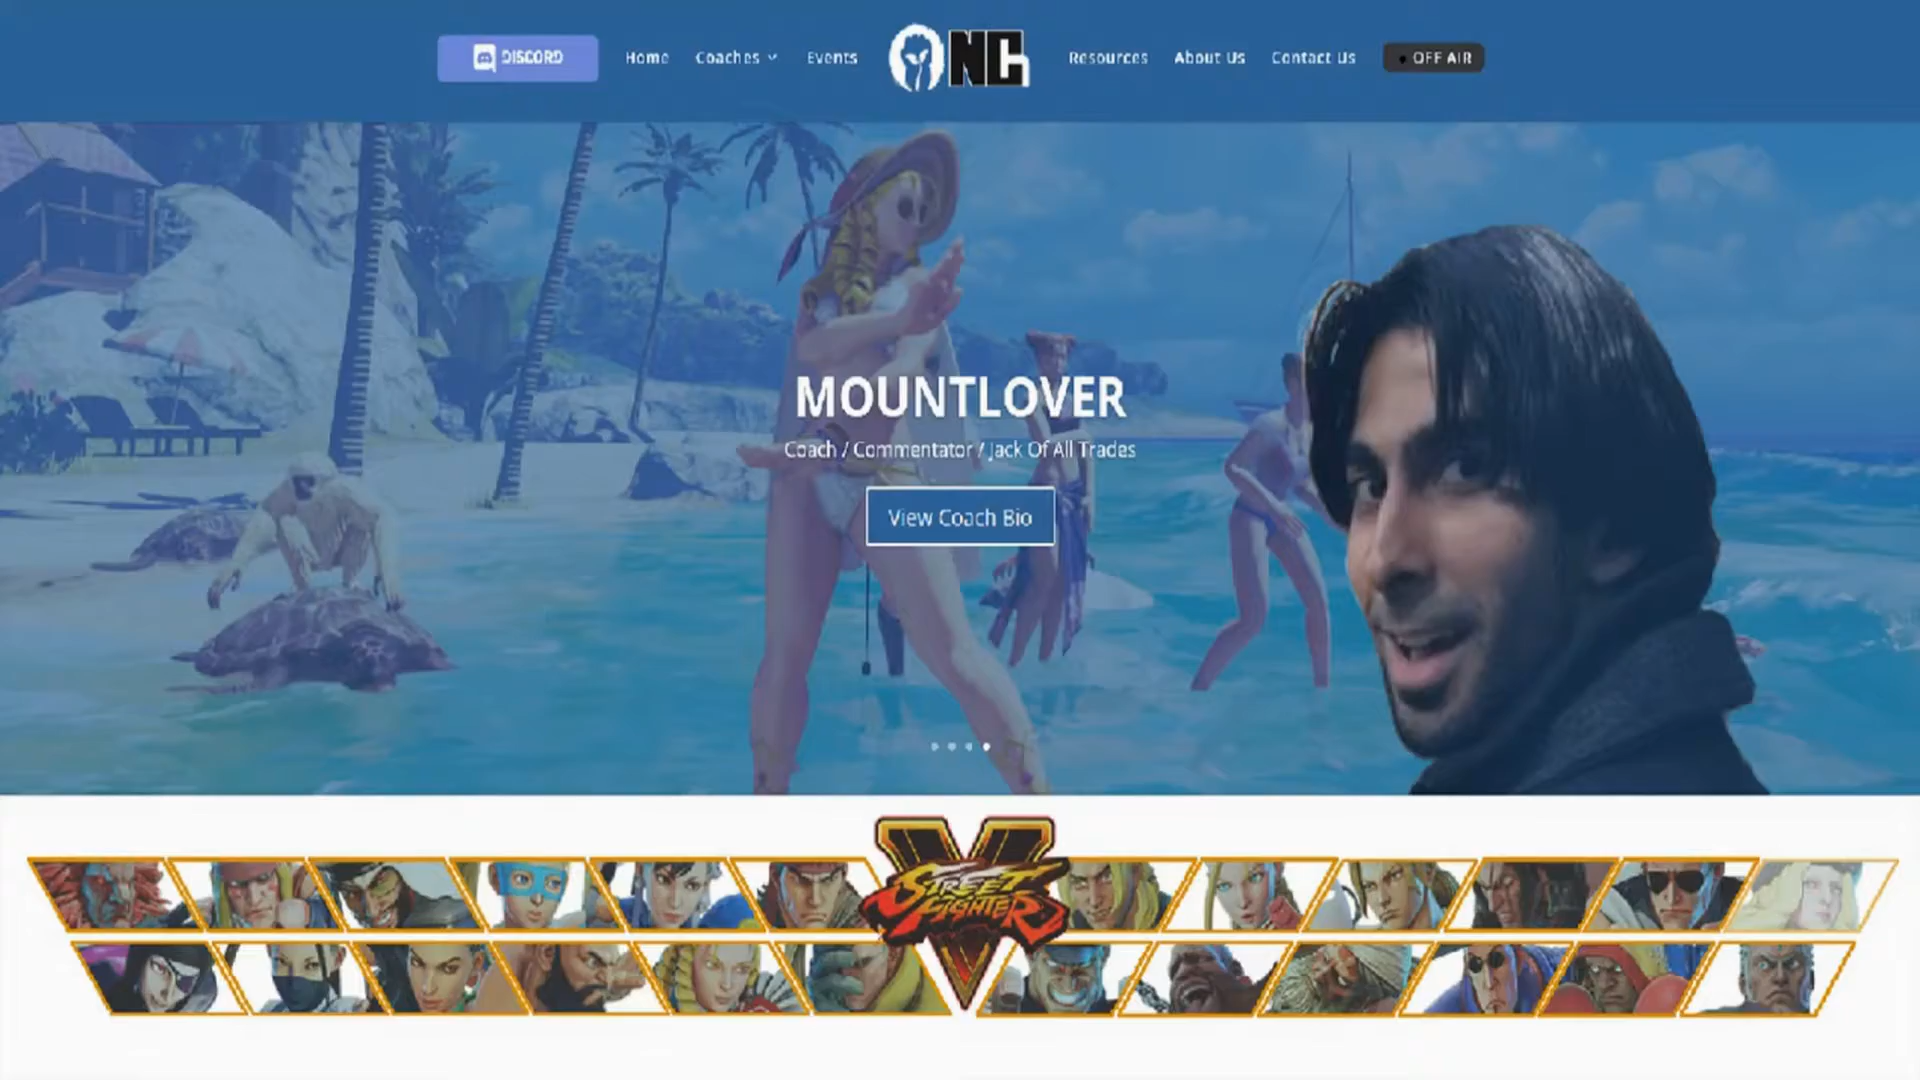 DISCORD
Home
Coaches
Events
NCh
Resources
About Us
Contact Us
OFF AIR
MOUNTLOVER
Coach / Commentator / Jack Of All Trades
View Coach Bio
V
STREET
FIGHTER